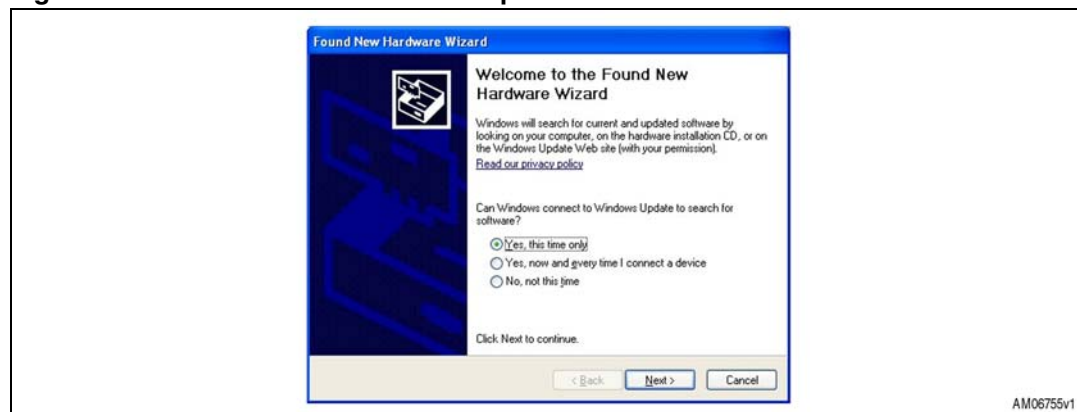 Found New Hardware Wizard
Welcome to the Found New
Hardware Wizard
Windows will search for current and updated software by
looking on your computer, on the hardware installation CD, or on
the Windows Update Web site (with your permission).
Read our privacy policy
Can Windows connect to Windows Update to search for
software?
Yes, this time only
Yes, now and every time I connect a device
No, not this time
Click Next to continue.
< Back Next > Cancel
AM06755v1